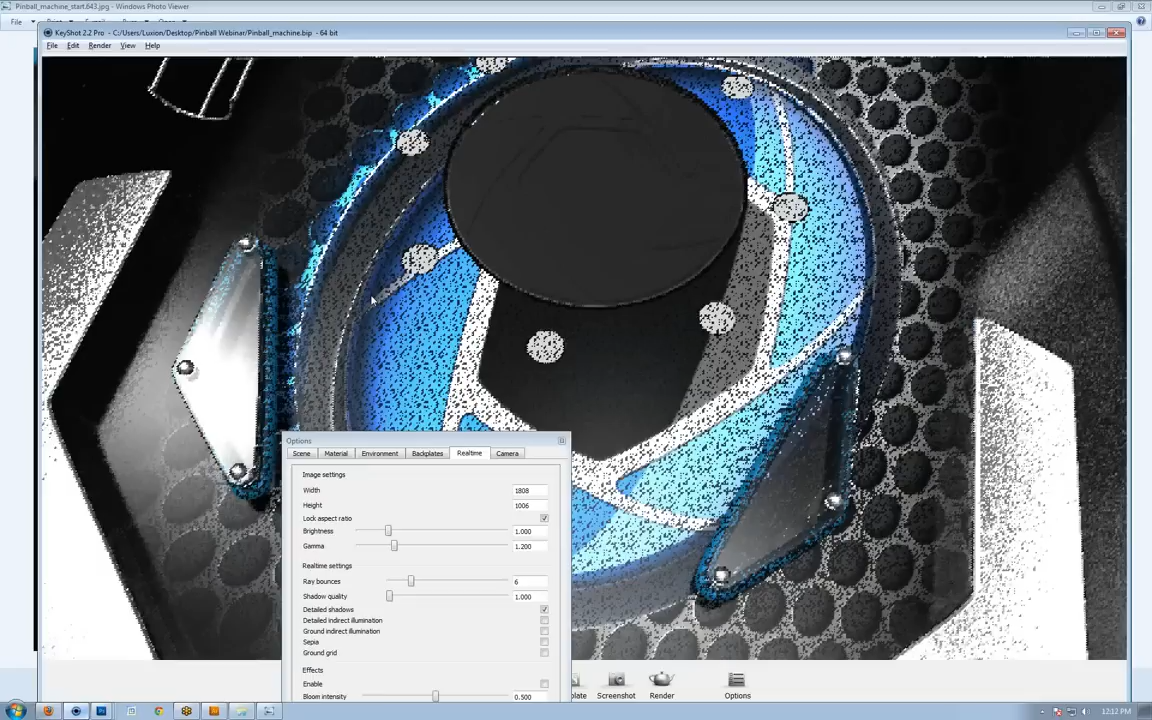 Pinball_machine_start.643.jpg - Windows Photo Viewer
File
KeyShot 2.2 Pro - C:/Users/Luxion/Desktop/Pinball Webinar/Pinball_machine.bip - 64 bit
File Edit Render View Help
Options
Scene Material Environment Backplates Realtime Camera
Image settings
Width 1808
Height 1006
Lock aspect ratio
Brightness 1.000
Gamma 1.200
Realtime settings
Ray bounces 6
Shadow quality 1.000
Detailed shadows
Detailed indirect illumination
Ground indirect illumination
Sepia
Ground grid
Effects
Enable
Bloom intensity 0.500
Screenshot Render Options
12:12 PM